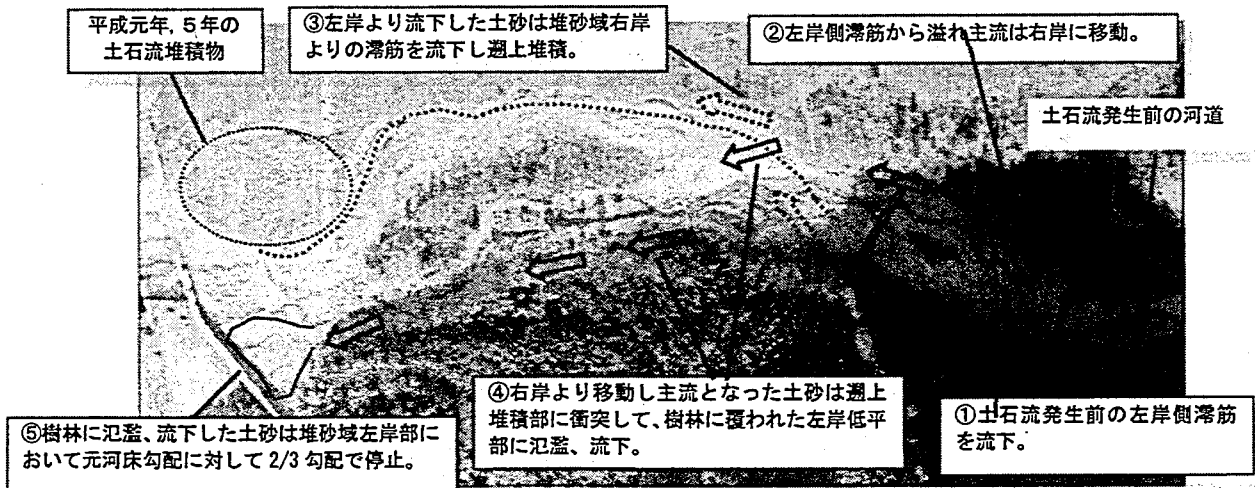 平成元年，5年の
土石流堆積物
③左岸より流下した土砂は堆砂域右岸
よりの澪筋を流下し遡上堆積。
②左岸側澪筋から溢れ主流は右岸に移動。
土石流発生前の河道
④右岸より移動し主流となった土砂は遡上
堆積部に衝突して、樹林に覆われた左岸低平
部に氾濫、流下。
①土石流発生前の左岸側澪筋
を流下。
⑤樹林に氾濫、流下した土砂は堆砂域左岸部に
おいて元河床勾配に対して 2/3 勾配で停止。